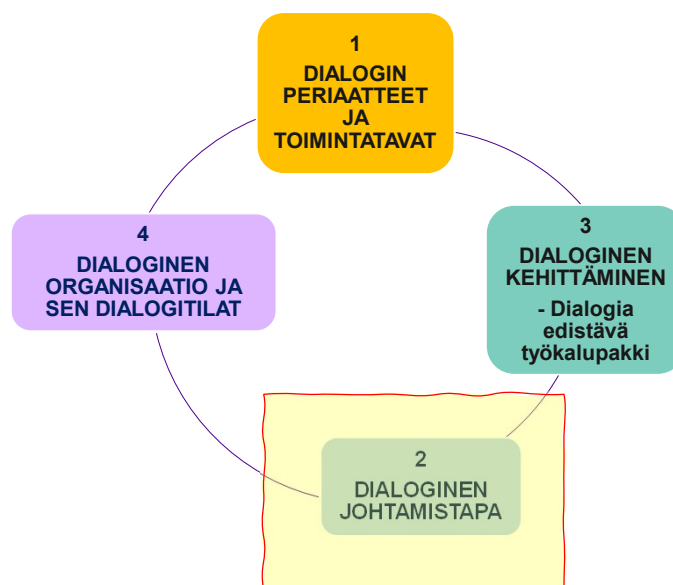 1
DIALOGIN
PERIAATTEET
JA
TOIMINTATAVAT
4
DIALOGINEN
ORGANISAATIO JA
SEN DIALOGITILAT
3
DIALOGINEN
KEHITTÄMINEN
- Dialogia
edistävä
työkalupakki
2
DIALOGINEN
JOHTAMISTAPA